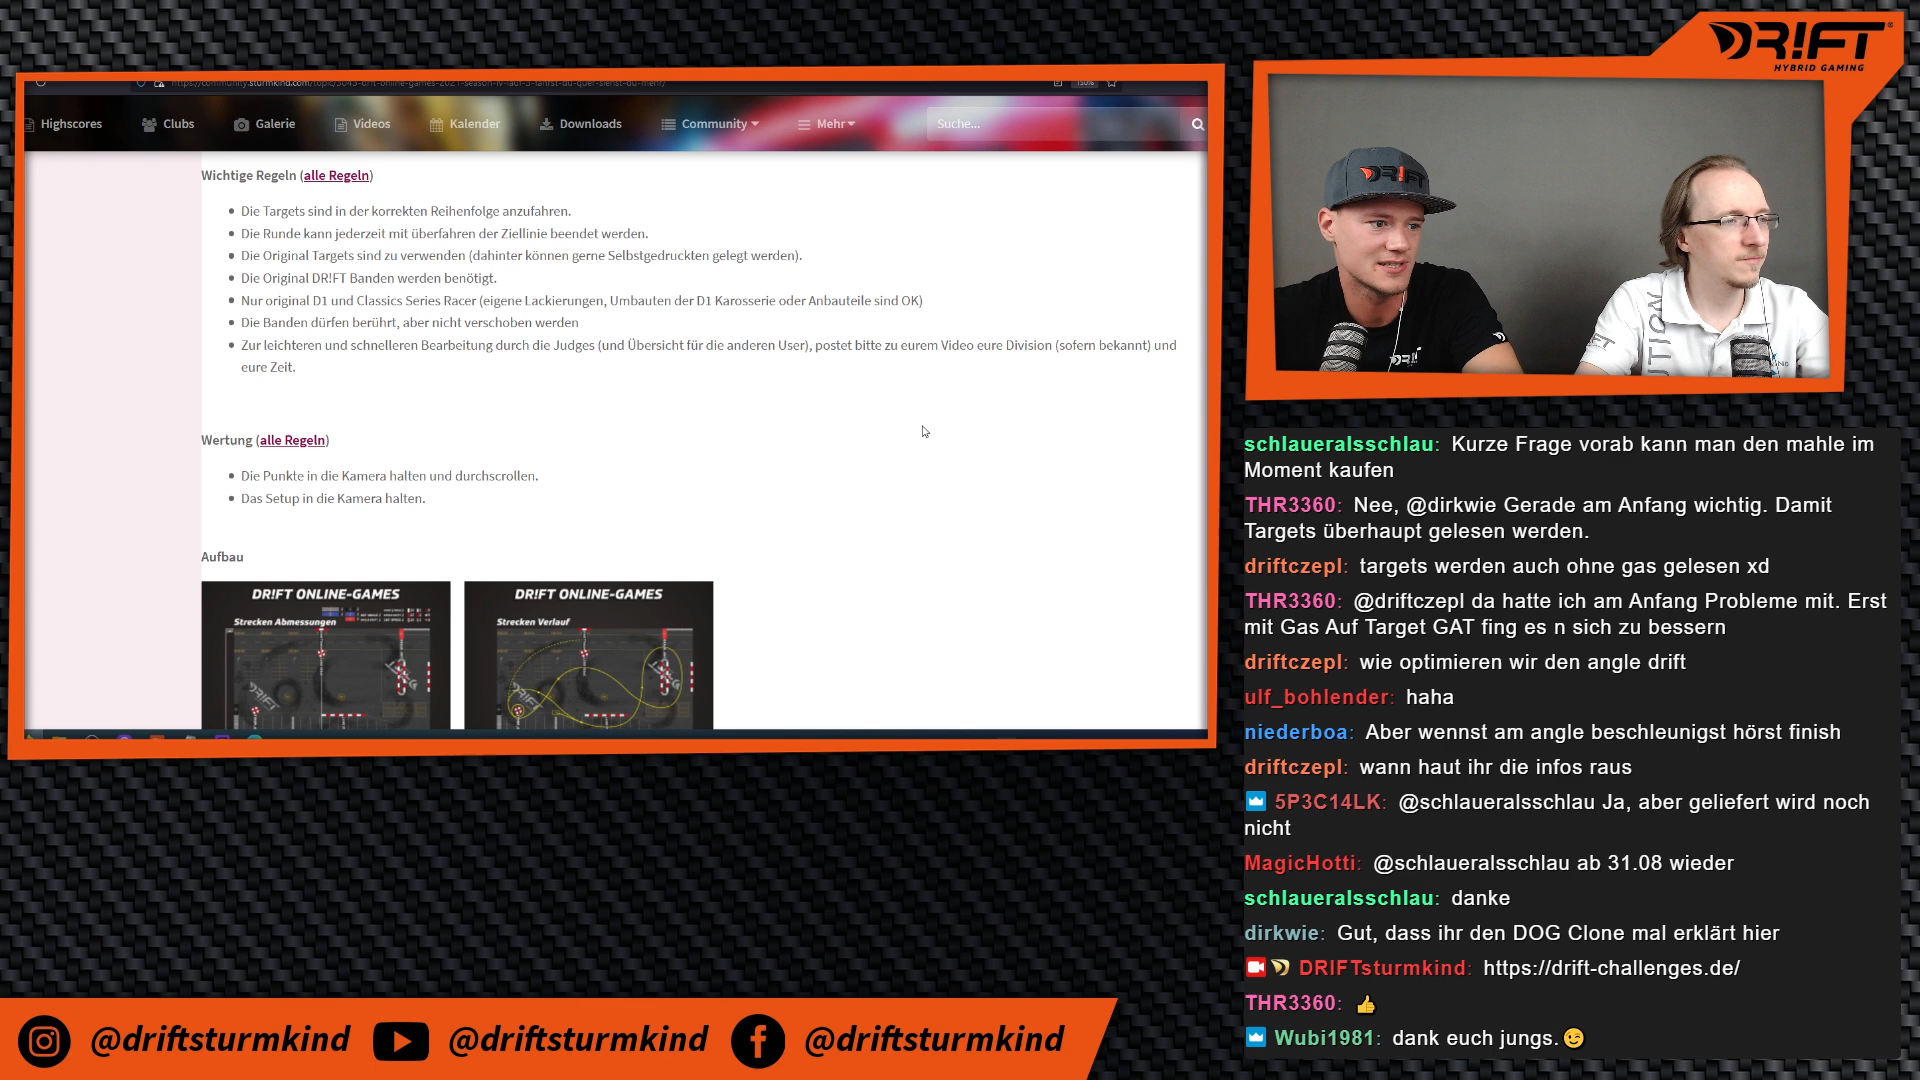 DR!FT
HYBRID GAMING
Highscores Clubs Galerie Videos Kalender Downloads Community Mehr Suche...
Wichtige Regeln (alle Regeln)
• Die Targets sind in der korrekten Reihenfolge anzufahren.
• Die Runde kann jederzeit mit überfahren der Ziellinie beendet werden.
• Die Original Targets sind zu verwenden (dahinter können gerne Selbstgedruckten gelegt werden).
• Die Original DR!FT Banden werden benötigt.
• Nur original D1 und Classics Series Racer (eigene Lackierungen, Umbauten der D1 Karosserie oder Anbauteile sind OK)
• Die Banden dürfen berührt, aber nicht verschoben werden
• Zur leichteren und schnelleren Bearbeitung durch die Judges (und Übersicht für die anderen User), postet bitte zu eurem Video eure Division (sofern bekannt) und
eure Zeit.
Wertung (alle Regeln)
• Die Punkte in die Kamera halten und durchscrollen.
• Das Setup in die Kamera halten.
Aufbau
DR!FT ONLINE-GAMES
Strecken Abmessungen
DR!FT ONLINE-GAMES
Strecken Verlauf
DR!FT
DR!FT
schlaueralsschlau: Kurze Frage vorab kann man den mahle im
Moment kaufen
THR3360: Nee, @dirkwie Gerade am Anfang wichtig. Damit
Targets überhaupt gelesen werden.
driftczepl: targets werden auch ohne gas gelesen xd
THR3360: @driftczepl da hatte ich am Anfang Probleme mit. Erst
mit Gas Auf Target GAT fing es n sich zu bessern
driftczepl: wie optimieren wir den angle drift
ulf_bohlender: haha
niederboa: Aber wennst am angle beschleunigst hörst finish
driftczepl: wann haut ihr die infos raus
5P3C14LK: @schlaueralsschlau Ja, aber geliefert wird noch
nicht
MagicHotti: @schlaueralsschlau ab 31.08 wieder
schlaueralsschlau: danke
dirkwie: Gut, dass ihr den DOG Clone mal erklärt hier
DRIFTsturmkind: https://drift-challenges.de/
THR3360: 👍
Wubi1981: dank euch jungs.😉
@driftsturmkind @driftsturmkind @driftsturmkind